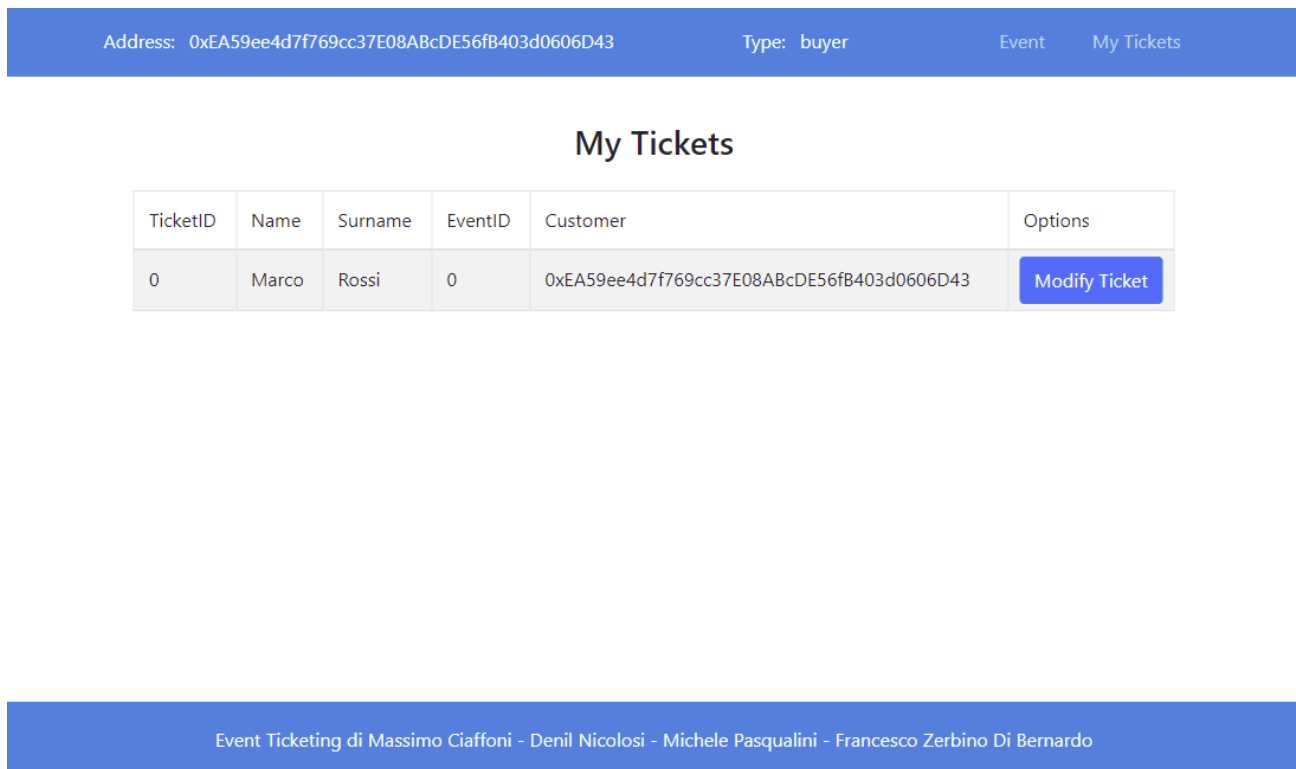 Address: 0xEA59ee4d7f769cc37E08ABcDE56fB403d0606D43 Type: buyer Event My Tickets
My Tickets
TicketID Name Surname EventID Customer Options
0 Marco Rossi 0 0xEA59ee4d7f769cc37E08ABcDE56fB403d0606D43 Modify Ticket
Event Ticketing di Massimo Ciaffoni - Denil Nicolosi - Michele Pasqualini - Francesco Zerbino Di Bernardo